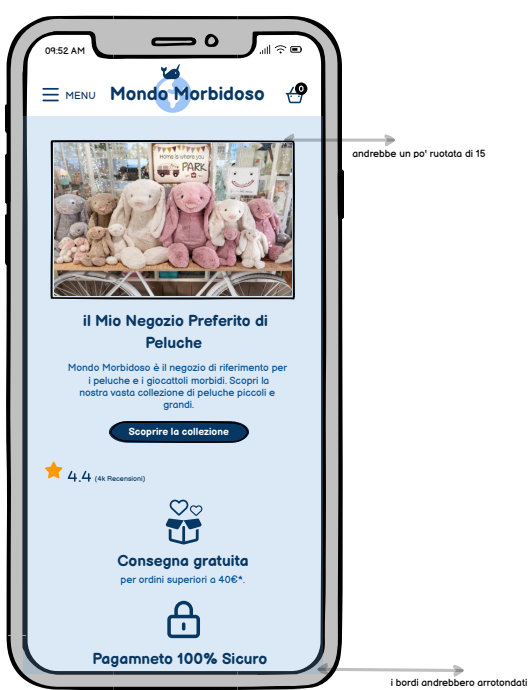 09:52 AM
MENU
Mondo Morbidoso
0
andrebbe un po' ruotata di 15
Home is where you
PARK
il Mio Negozio Preferito di
Peluche
Mondo Morbidoso è il negozio di riferimento per
i peluche e i giocattoli morbidi. Scopri la
nostra vasta collezione di peluche piccoli e
grandi.
Scoprire la collezione
4.4 (4k Recensioni)
Consegna gratuita
per ordini superiori a 40€*.
Pagamneto 100% Sicuro
i bordi andrebbero arrotondati